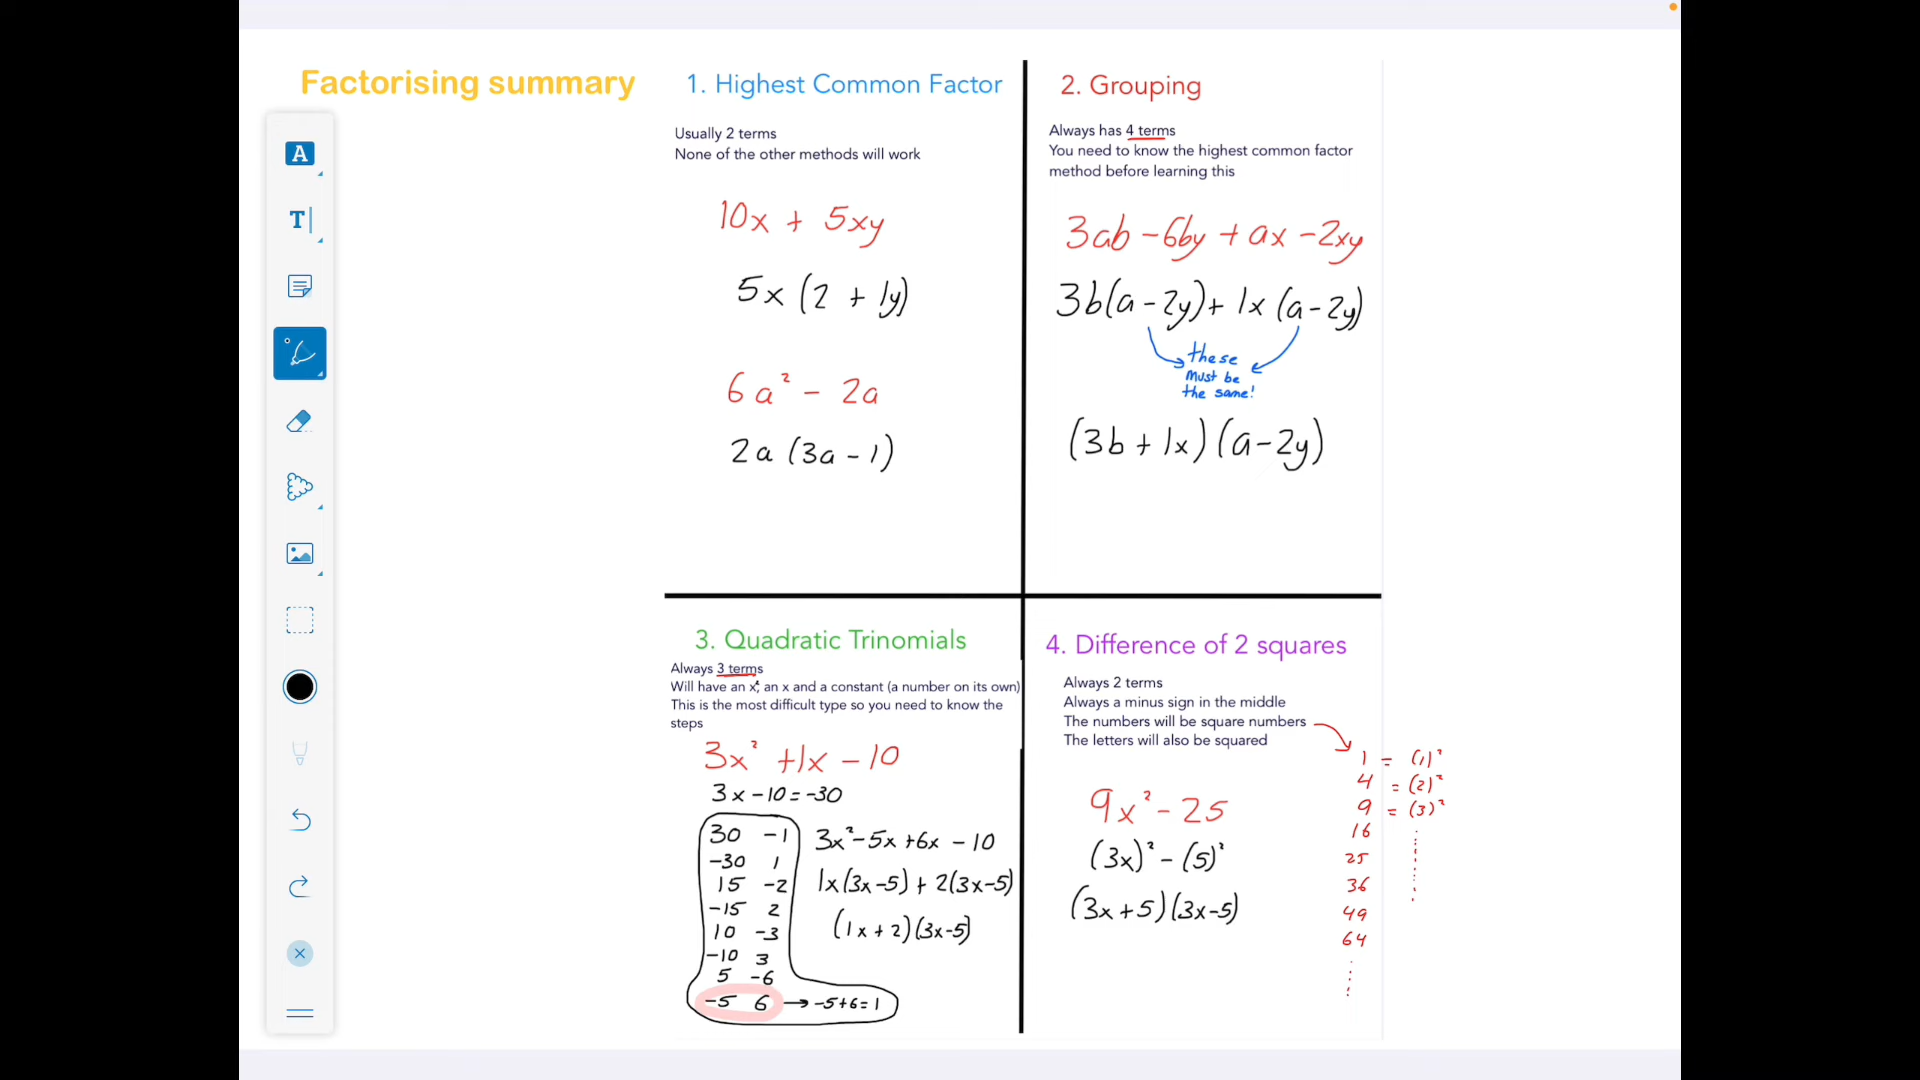 Factorising summary
1. Highest Common Factor
Usually 2 terms
None of the other methods will work
10x + 5xy
5x (2 + 1y)
6a² - 2a
2a (3a - 1)
2. Grouping
Always has 4 terms
You need to know the highest common factor
method before learning this
3ab - 6by + ax - 2xy
3b(a - 2y) + 1x (a - 2y)
these
must be
the same!
(3b + 1x) (a - 2y)
3. Quadratic Trinomials
Always 3 terms
Will have an x², an x and a constant (a number on its own)
This is the most difficult type so you need to know the
steps
3x² + 1x - 10
3 x -10 = -30
30 -1
-30 1
15 -2
-15 2
10 -3
-10 3
5 -6
-5 6 → -5+6=1
3x² - 5x + 6x - 10
1x(3x - 5) + 2(3x - 5)
(1x + 2)(3x - 5)
4. Difference of 2 squares
Always 2 terms
Always a minus sign in the middle
The numbers will be square numbers
The letters will also be squared
9x² - 25
(3x)² - (5)²
(3x + 5)(3x - 5)
1 = (1)²
4 = (2)²
9 = (3)²
16
25
36
49
64
A
T